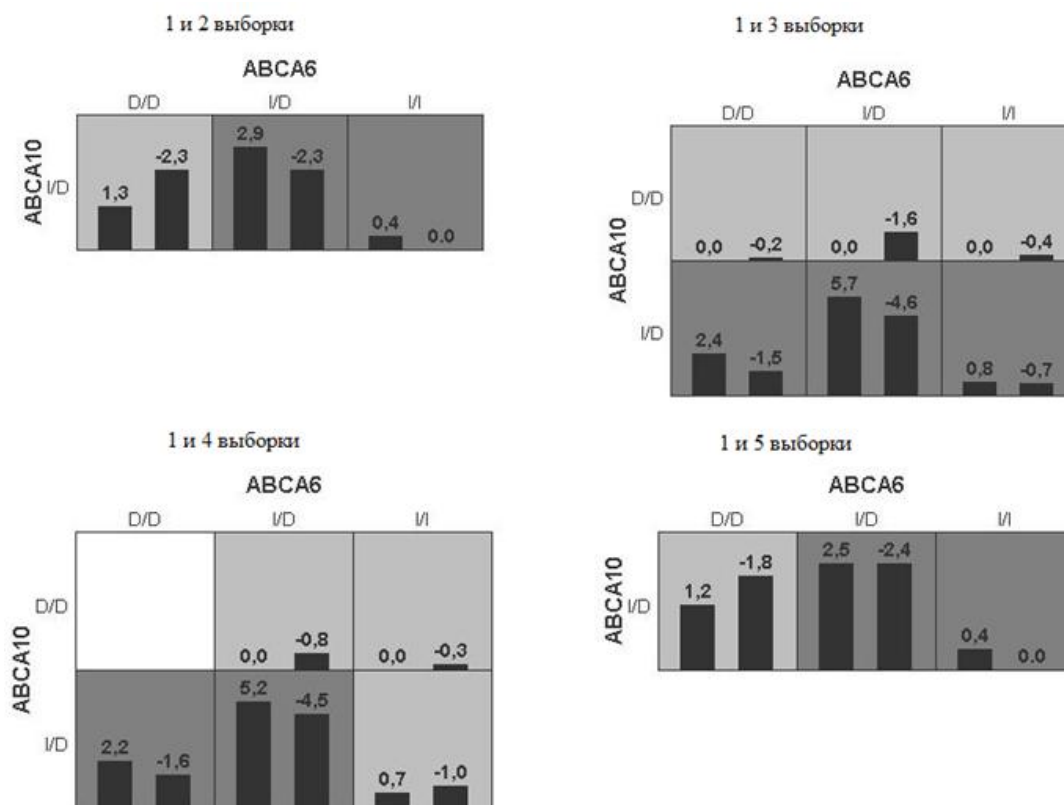 1 и 2 выборки
ABCA6
D/D I/D I/I
ABCA10
I/D
1,3 -2,3 2,9 -2,3 0,4 0.0
1 и 3 выборки
ABCA6
D/D I/D I/I
ABCA10
D/D
0,0 -0,2 0,0 -1,6 0,0 -0,4
I/D
2,4 -1,5 5,7 -4,6 0,8 -0,7
1 и 4 выборки
ABCA6
D/D I/D I/I
ABCA10
D/D
0,0 -0,8 0,0 -0,3
I/D
2,2 -1,6 5,2 -4,5 0,7 -1,0
1 и 5 выборки
ABCA6
D/D I/D I/I
ABCA10
I/D
1,2 -1,8 2,5 -2,4 0,4 0.0